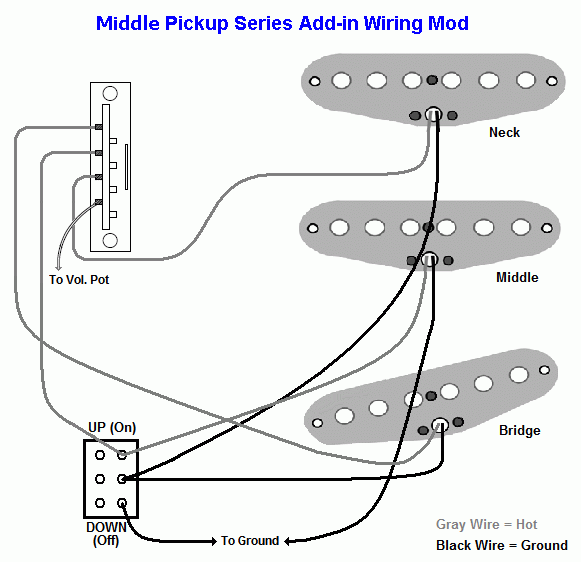 Middle Pickup Series Add-in Wiring Mod
Neck
To Vol. Pot
Middle
UP (On)
Bridge
DOWN
(Off)
To Ground
Gray Wire = Hot
Black Wire = Ground